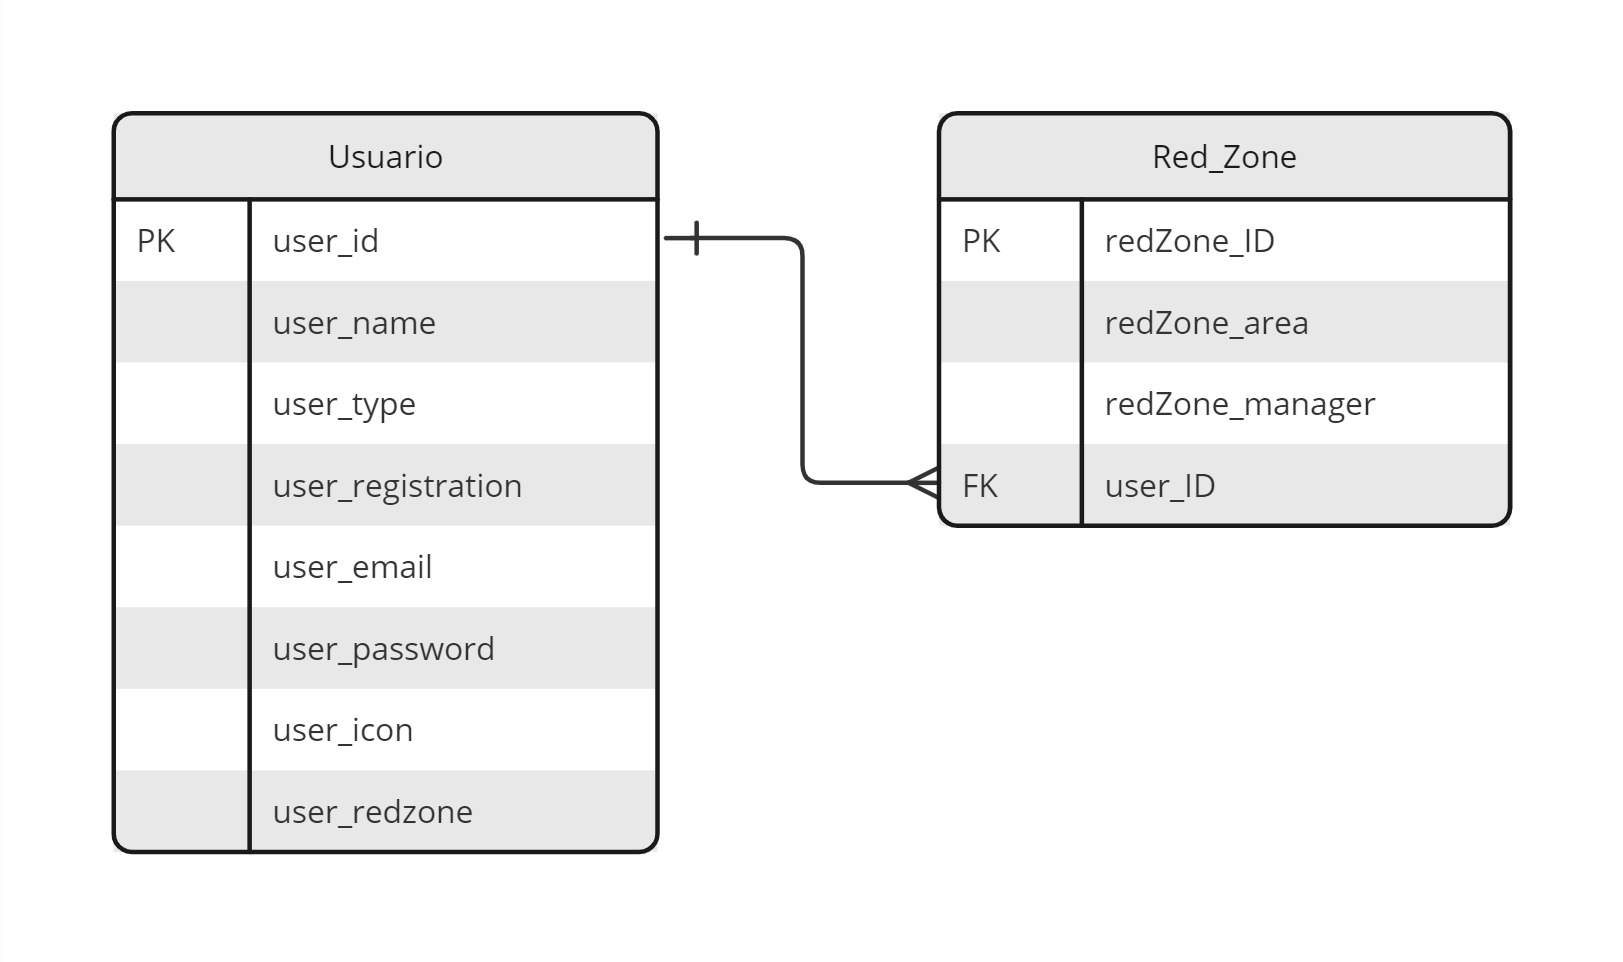 Usuario
PK user_id
user_name
user_type
user_registration
user_email
user_password
user_icon
user_redzone
Red_Zone
PK redZone_ID
redZone_area
redZone_manager
FK user_ID